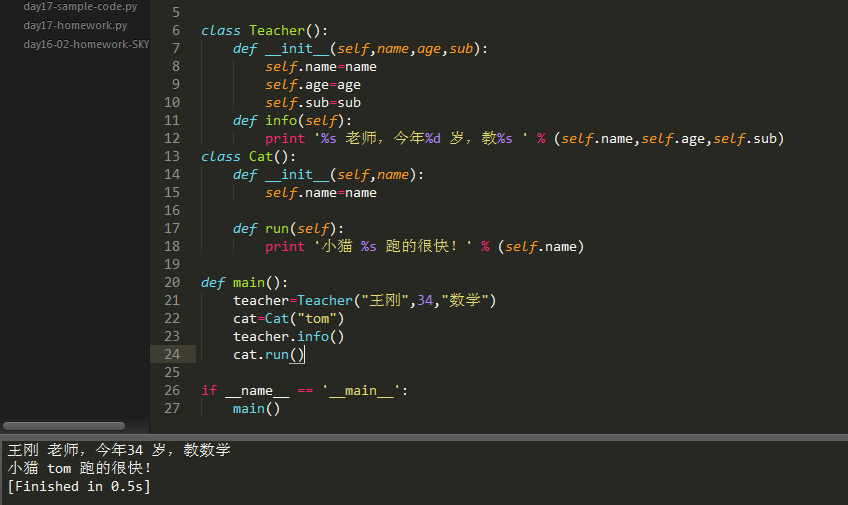 day17-sample-code.py
day17-homework.py
day16-02-homework-SKY
5
6 class Teacher():
7     def __init__(self,name,age,sub):
8         self.name=name
9         self.age=age
10         self.sub=sub
11     def info(self):
12         print '%s 老师，今年%d 岁，教%s ' % (self.name,self.age,self.sub)
13 class Cat():
14     def __init__(self,name):
15         self.name=name
16
17     def run(self):
18         print '小猫 %s 跑的很快！' % (self.name)
19
20 def main():
21     teacher=Teacher("王刚",34,"数学")
22     cat=Cat("tom")
23     teacher.info()
24     cat.run()
25
26 if __name__ == '__main__':
27     main()
王刚 老师，今年34 岁，教数学
小猫 tom 跑的很快！
[Finished in 0.5s]